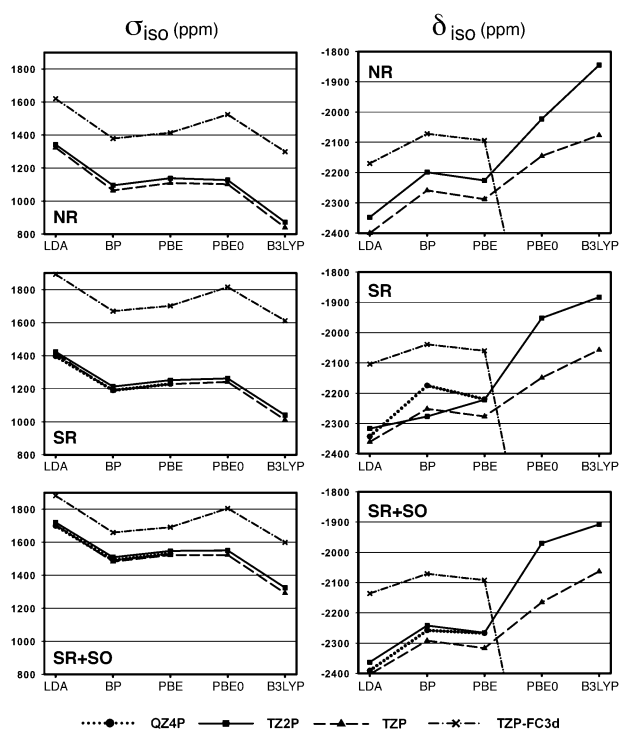 σiso (ppm) δ iso (ppm)
1800
1600
1400
1200
1000
800
NR
LDA BP PBE PBE0 B3LYP
-1800
-1900
-2000
-2100
-2200
-2300
-2400
NR
LDA BP PBE PBE0 B3LYP
1800
1600
1400
1200
1000
800
SR
LDA BP PBE PBE0 B3LYP
-1800
-1900
-2000
-2100
-2200
-2300
-2400
SR
LDA BP PBE PBE0 B3LYP
1800
1600
1400
1200
1000
800
SR+SO
LDA BP PBE PBE0 B3LYP
-1800
-1900
-2000
-2100
-2200
-2300
-2400
SR+SO
LDA BP PBE PBE0 B3LYP
QZ4P TZ2P TZP TZP-FC3d